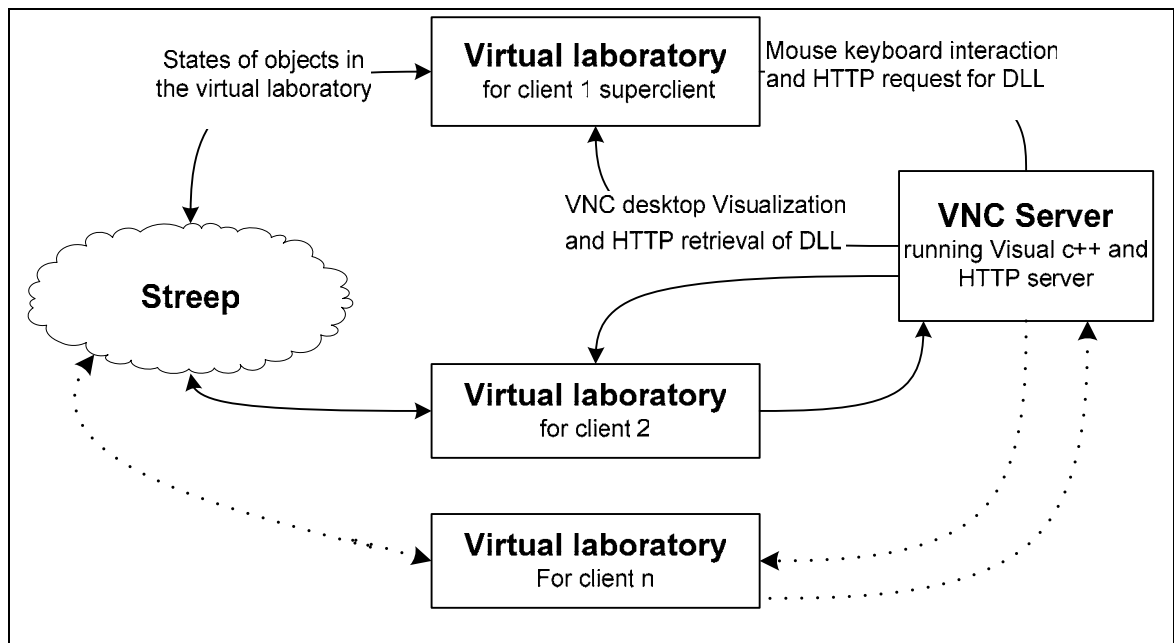 States of objects in
the virtual laboratory
Virtual laboratory
for client 1 superclient
Mouse keyboard interaction
and HTTP request for DLL
VNC desktop Visualization
and HTTP retrieval of DLL
VNC Server
running Visual c++ and
HTTP server
Streep
Virtual laboratory
for client 2
Virtual laboratory
For client n